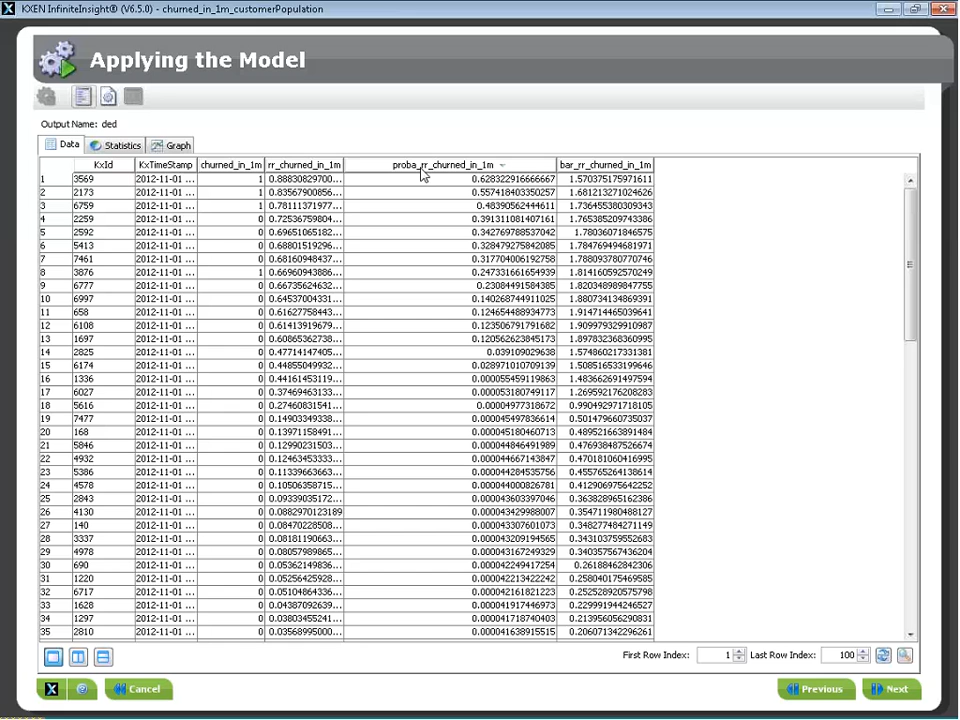 KXEN InfiniteInsight® (V6.5.0) - churned_in_1m_customerPopulation
Applying the Model
Output Name: ded
Data Statistics Graph
KxId KxTimeStamp churned_in_1m rr_churned_in_1m proba_rr_churned_in_1m bar_rr_churned_in_1m
1 3569 2012-11-01 ... 1 0.88830829700... 0.628322916666667 1.570375175971611
2 2173 2012-11-01 ... 1 0.83567900856... 0.557418403350257 1.681213271024626
3 6759 2012-11-01 ... 1 0.78111371977... 0.48390562444611 1.736455380309343
4 2259 2012-11-01 ... 0 0.72536759804... 0.391311081407161 1.765385209743386
5 2592 2012-11-01 ... 0 0.69651065182... 0.342769788537042 1.78036071846575
6 5413 2012-11-01 ... 0 0.68801519296... 0.328479275842085 1.784769494681971
7 7461 2012-11-01 ... 0 0.68160948437... 0.317704006192758 1.788093780770746
8 3876 2012-11-01 ... 1 0.66960943886... 0.247331661654939 1.814160592570249
9 6777 2012-11-01 ... 0 0.66735624632... 0.23084491584385 1.820348989847755
10 6997 2012-11-01 ... 0 0.64537004331... 0.140268744911025 1.880734134869391
11 658 2012-11-01 ... 0 0.61627758443... 0.124654488934773 1.914714465039641
12 6108 2012-11-01 ... 0 0.61413919679... 0.123506791791682 1.909979329910987
13 1697 2012-11-01 ... 0 0.60865362738... 0.120562623845173 1.897832368360995
14 2825 2012-11-01 ... 0 0.47714147405... 0.039109029638 1.574860217331381
15 6174 2012-11-01 ... 0 0.44855049932... 0.028971010709139 1.508516533199646
16 1336 2012-11-01 ... 0 0.44161453119... 0.000055459119863 1.483662691497594
17 6027 2012-11-01 ... 0 0.37469463133... 0.000053180749117 1.269592176208283
18 5616 2012-11-01 ... 0 0.27460831541... 0.00004977318672 0.990492971718105
19 7477 2012-11-01 ... 0 0.14903349338... 0.000045497836614 0.501479660735037
20 168 2012-11-01 ... 0 0.13971158491... 0.000045180460713 0.489521663891484
21 5846 2012-11-01 ... 0 0.12990231503... 0.000044846491989 0.476938487526674
22 4932 2012-11-01 ... 0 0.12463453333... 0.000044667143847 0.470181060416995
23 5386 2012-11-01 ... 0 0.11339663663... 0.000044284535756 0.455765264138614
24 4578 2012-11-01 ... 0 0.10506358715... 0.000044000826781 0.412906975642252
25 2843 2012-11-01 ... 0 0.09339035172... 0.000043603397046 0.363828965162386
26 4130 2012-11-01 ... 0 0.0882970123189 0.000043429988007 0.354711980488127
27 140 2012-11-01 ... 0 0.08470228508... 0.000043307601073 0.348277484271149
28 3337 2012-11-01 ... 0 0.08181190663... 0.000043209194565 0.343103759552683
29 4978 2012-11-01 ... 0 0.08057989865... 0.000043167249329 0.340357567436204
30 690 2012-11-01 ... 0 0.05362149836... 0.000042249417254 0.26188462842306
31 1220 2012-11-01 ... 0 0.05256425928... 0.000042213422242 0.258040175469585
32 6717 2012-11-01 ... 0 0.05104864336... 0.000042161821223 0.252528920575798
33 1628 2012-11-01 ... 0 0.04387092639... 0.000041917446973 0.229991944246527
34 1297 2012-11-01 ... 0 0.03803455241... 0.000041718740403 0.213956056290831
35 2810 2012-11-01 ... 0 0.03568995000... 0.000041638915515 0.206071342296261
First Row Index: 1 Last Row Index: 100
Cancel Previous Next